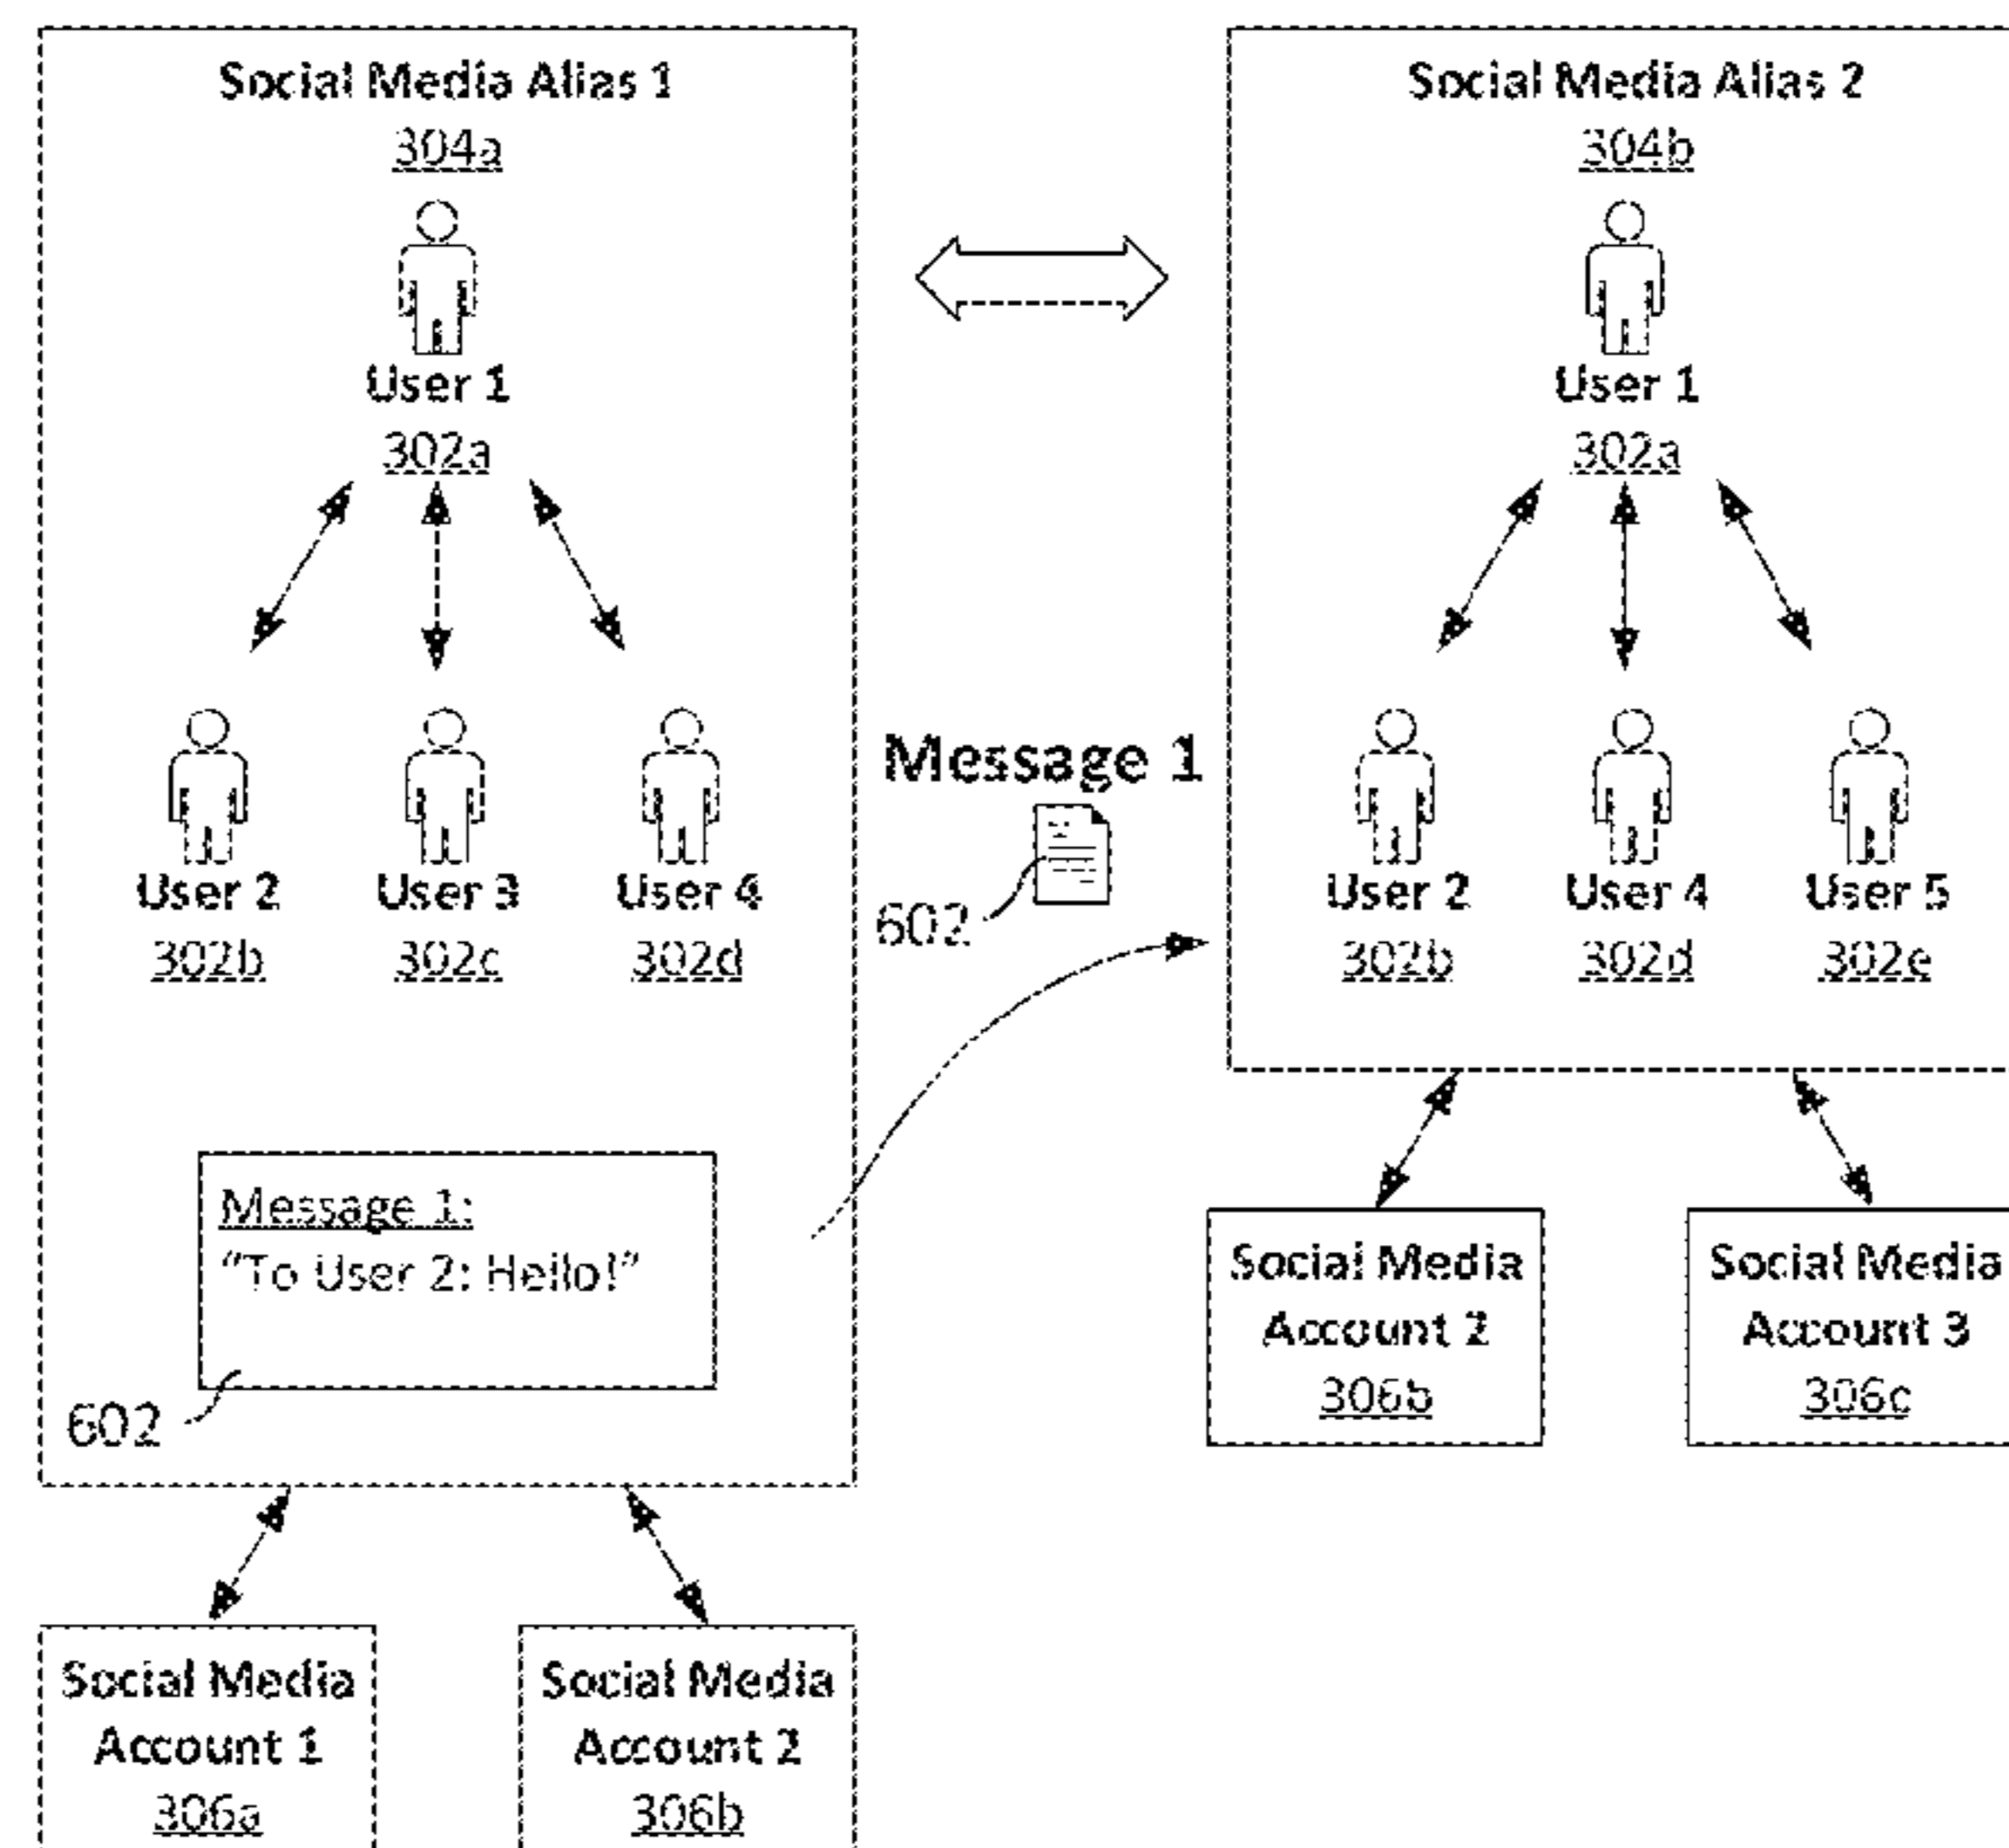 Social Media Alias 1
304a
User 1
302a
User 2
302b
User 3
302c
User 4
302d
Message 1:
“To User 2: Hello!”
602
Social Media
Account 1
306a
Social Media
Account 2
306b
Message 1
602
Social Media Alias 2
304b
User 1
302a
User 2
302b
User 4
302d
User 5
302e
Social Media
Account 2
306b
Social Media
Account 3
306c